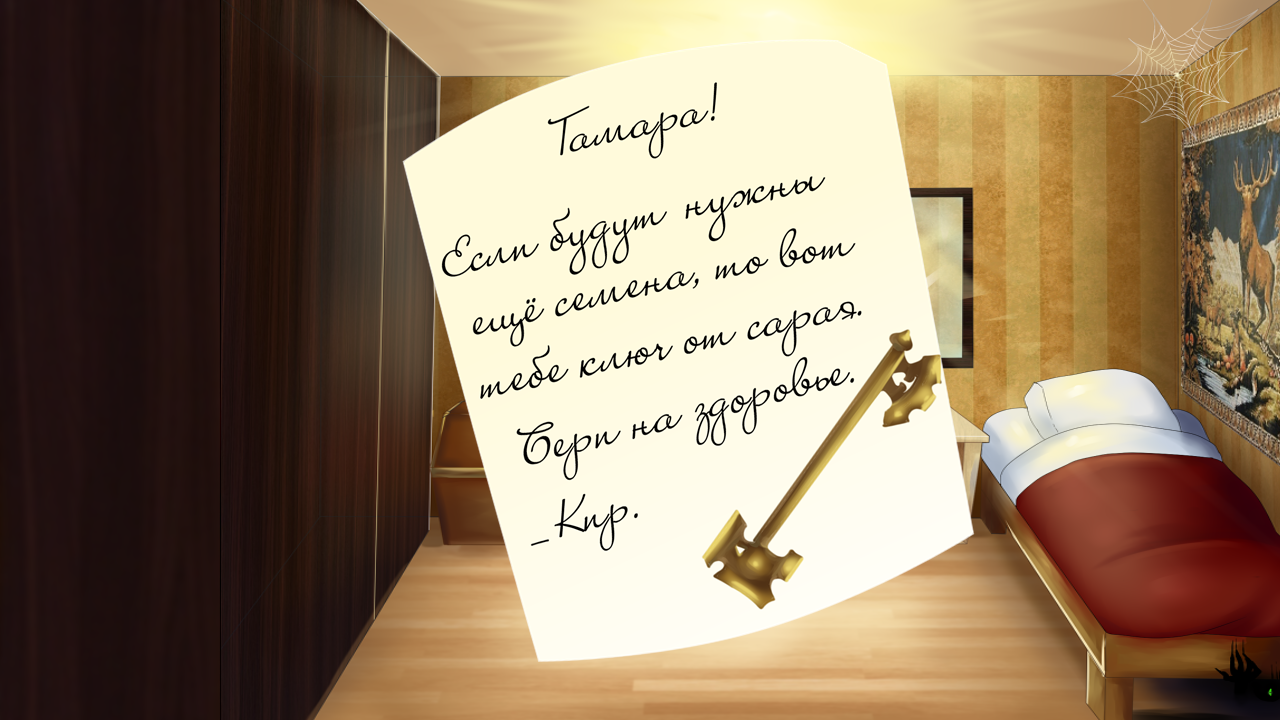 Тамара!
Если будут нужны
ещё семена, то вот
тебе ключ от сарая.
Бери на здоровье.
_Кир.